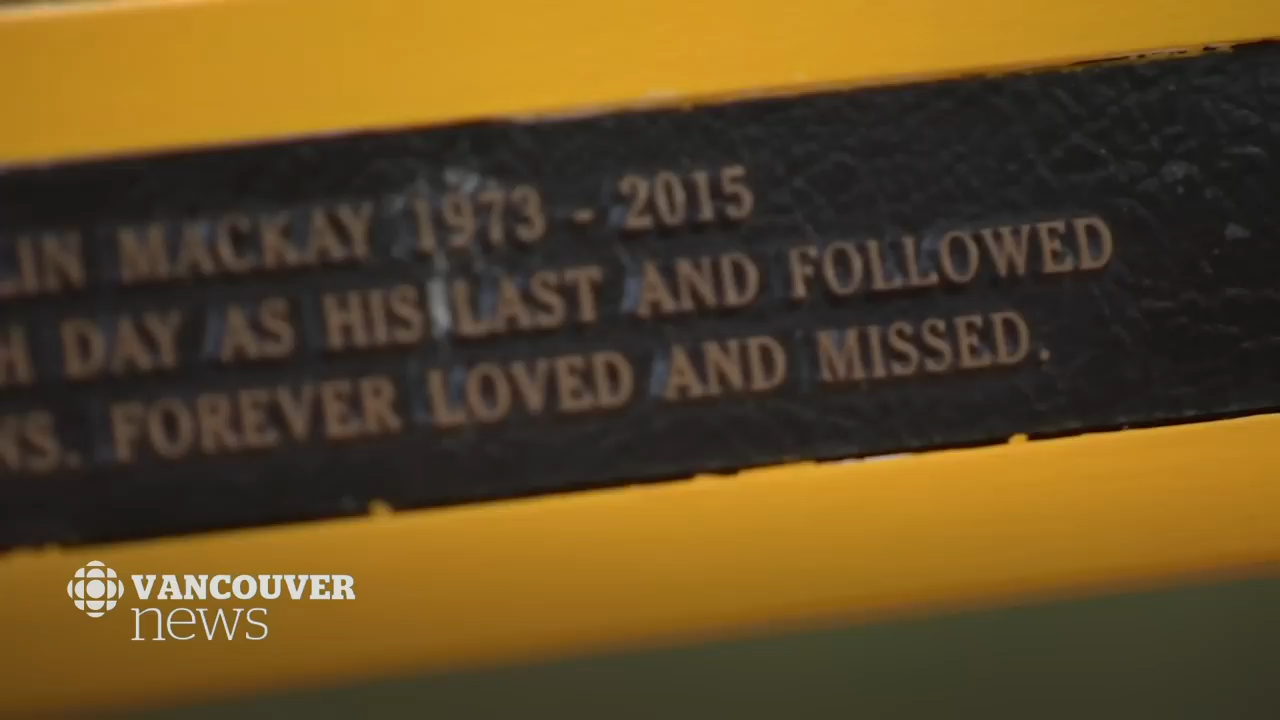 LIN MACKAY 1973 - 2015
H DAY AS HIS LAST AND FOLLOWED
NS. FOREVER LOVED AND MISSED.
VANCOUVER
news